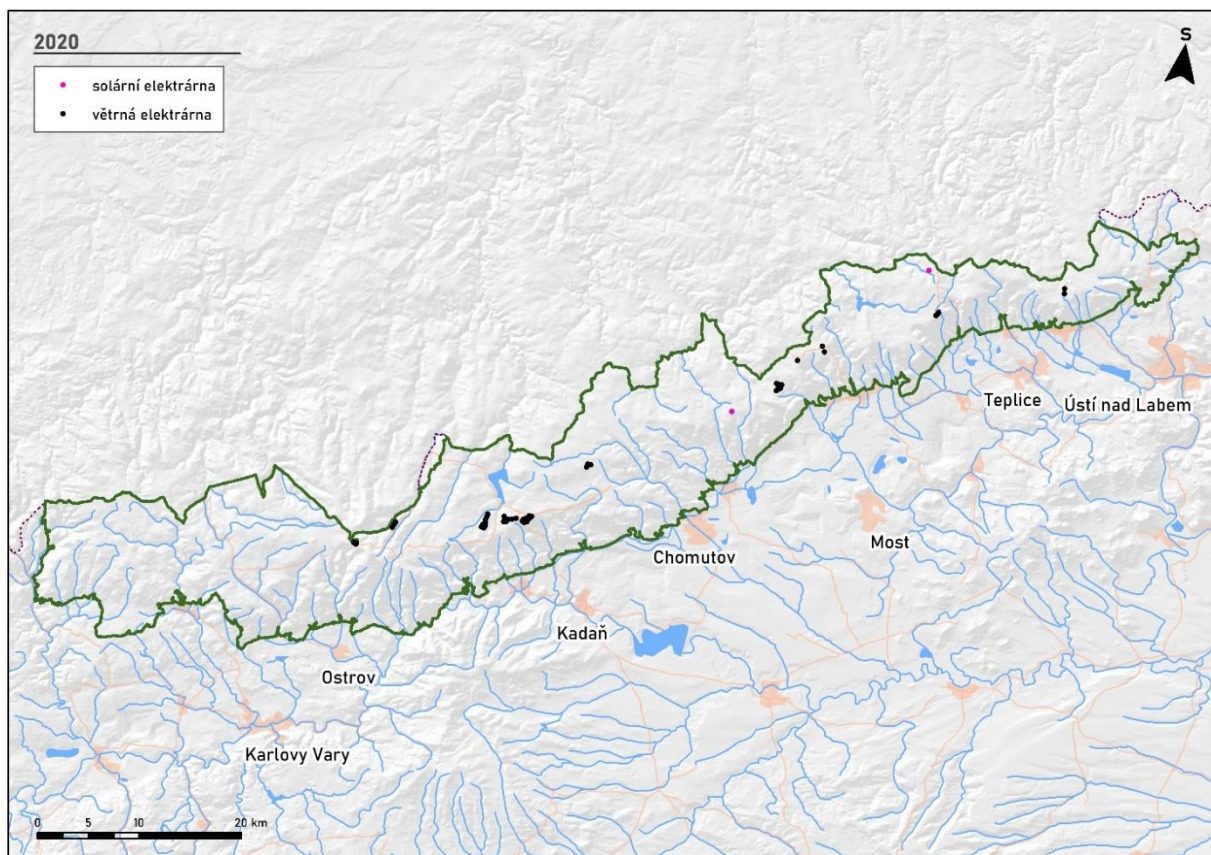 2020
S
solární elektrárna
větrná elektrárna
Teplice
Ústí nad Labem
Most
Chomutov
Kadaň
Ostrov
Karlovy Vary
0 5 10 20 km